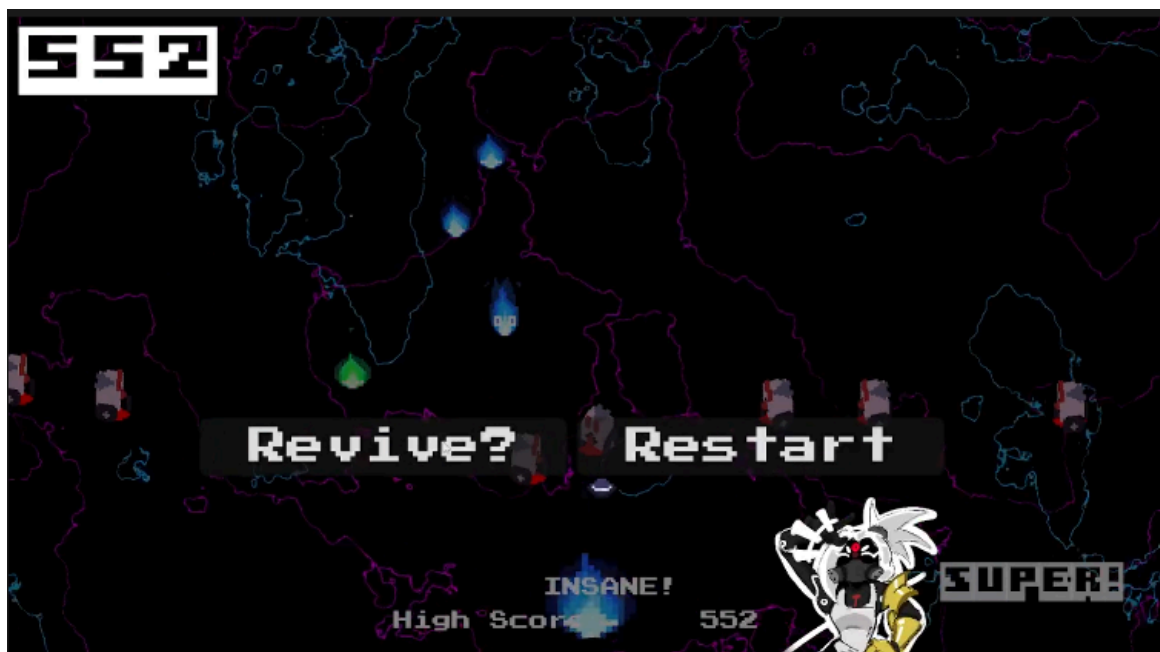 552
Revive? Restart
INSANE!
SUPER!
High Score 552